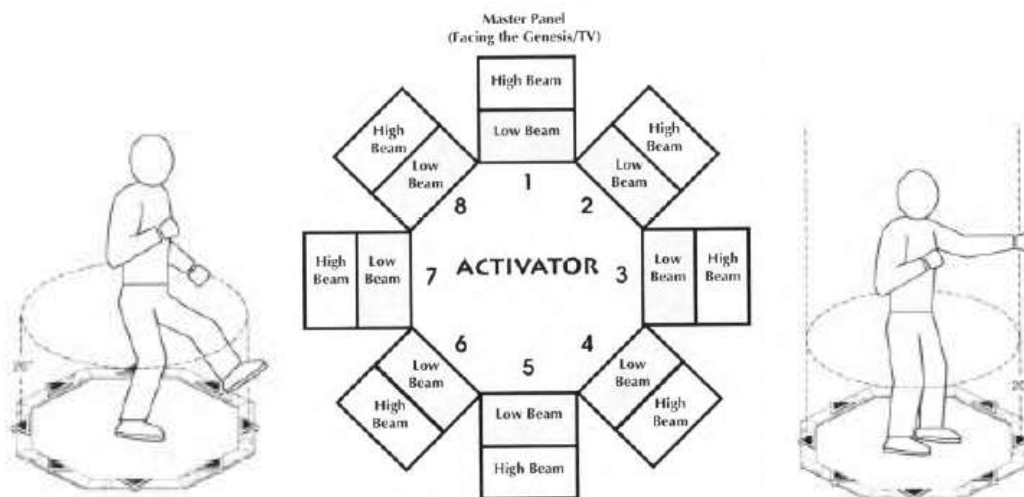 Master Panel
(Facing the Genesis/TV)
High Beam
Low Beam
1
High
Beam
Low
Beam
8
High
Beam
Low
Beam
2
High
Beam
Low
Beam
7
ACTIVATOR
3
Low
Beam
High
Beam
6
Low
Beam
High
Beam
5
4
Low
Beam
High
Beam
Low Beam
High Beam